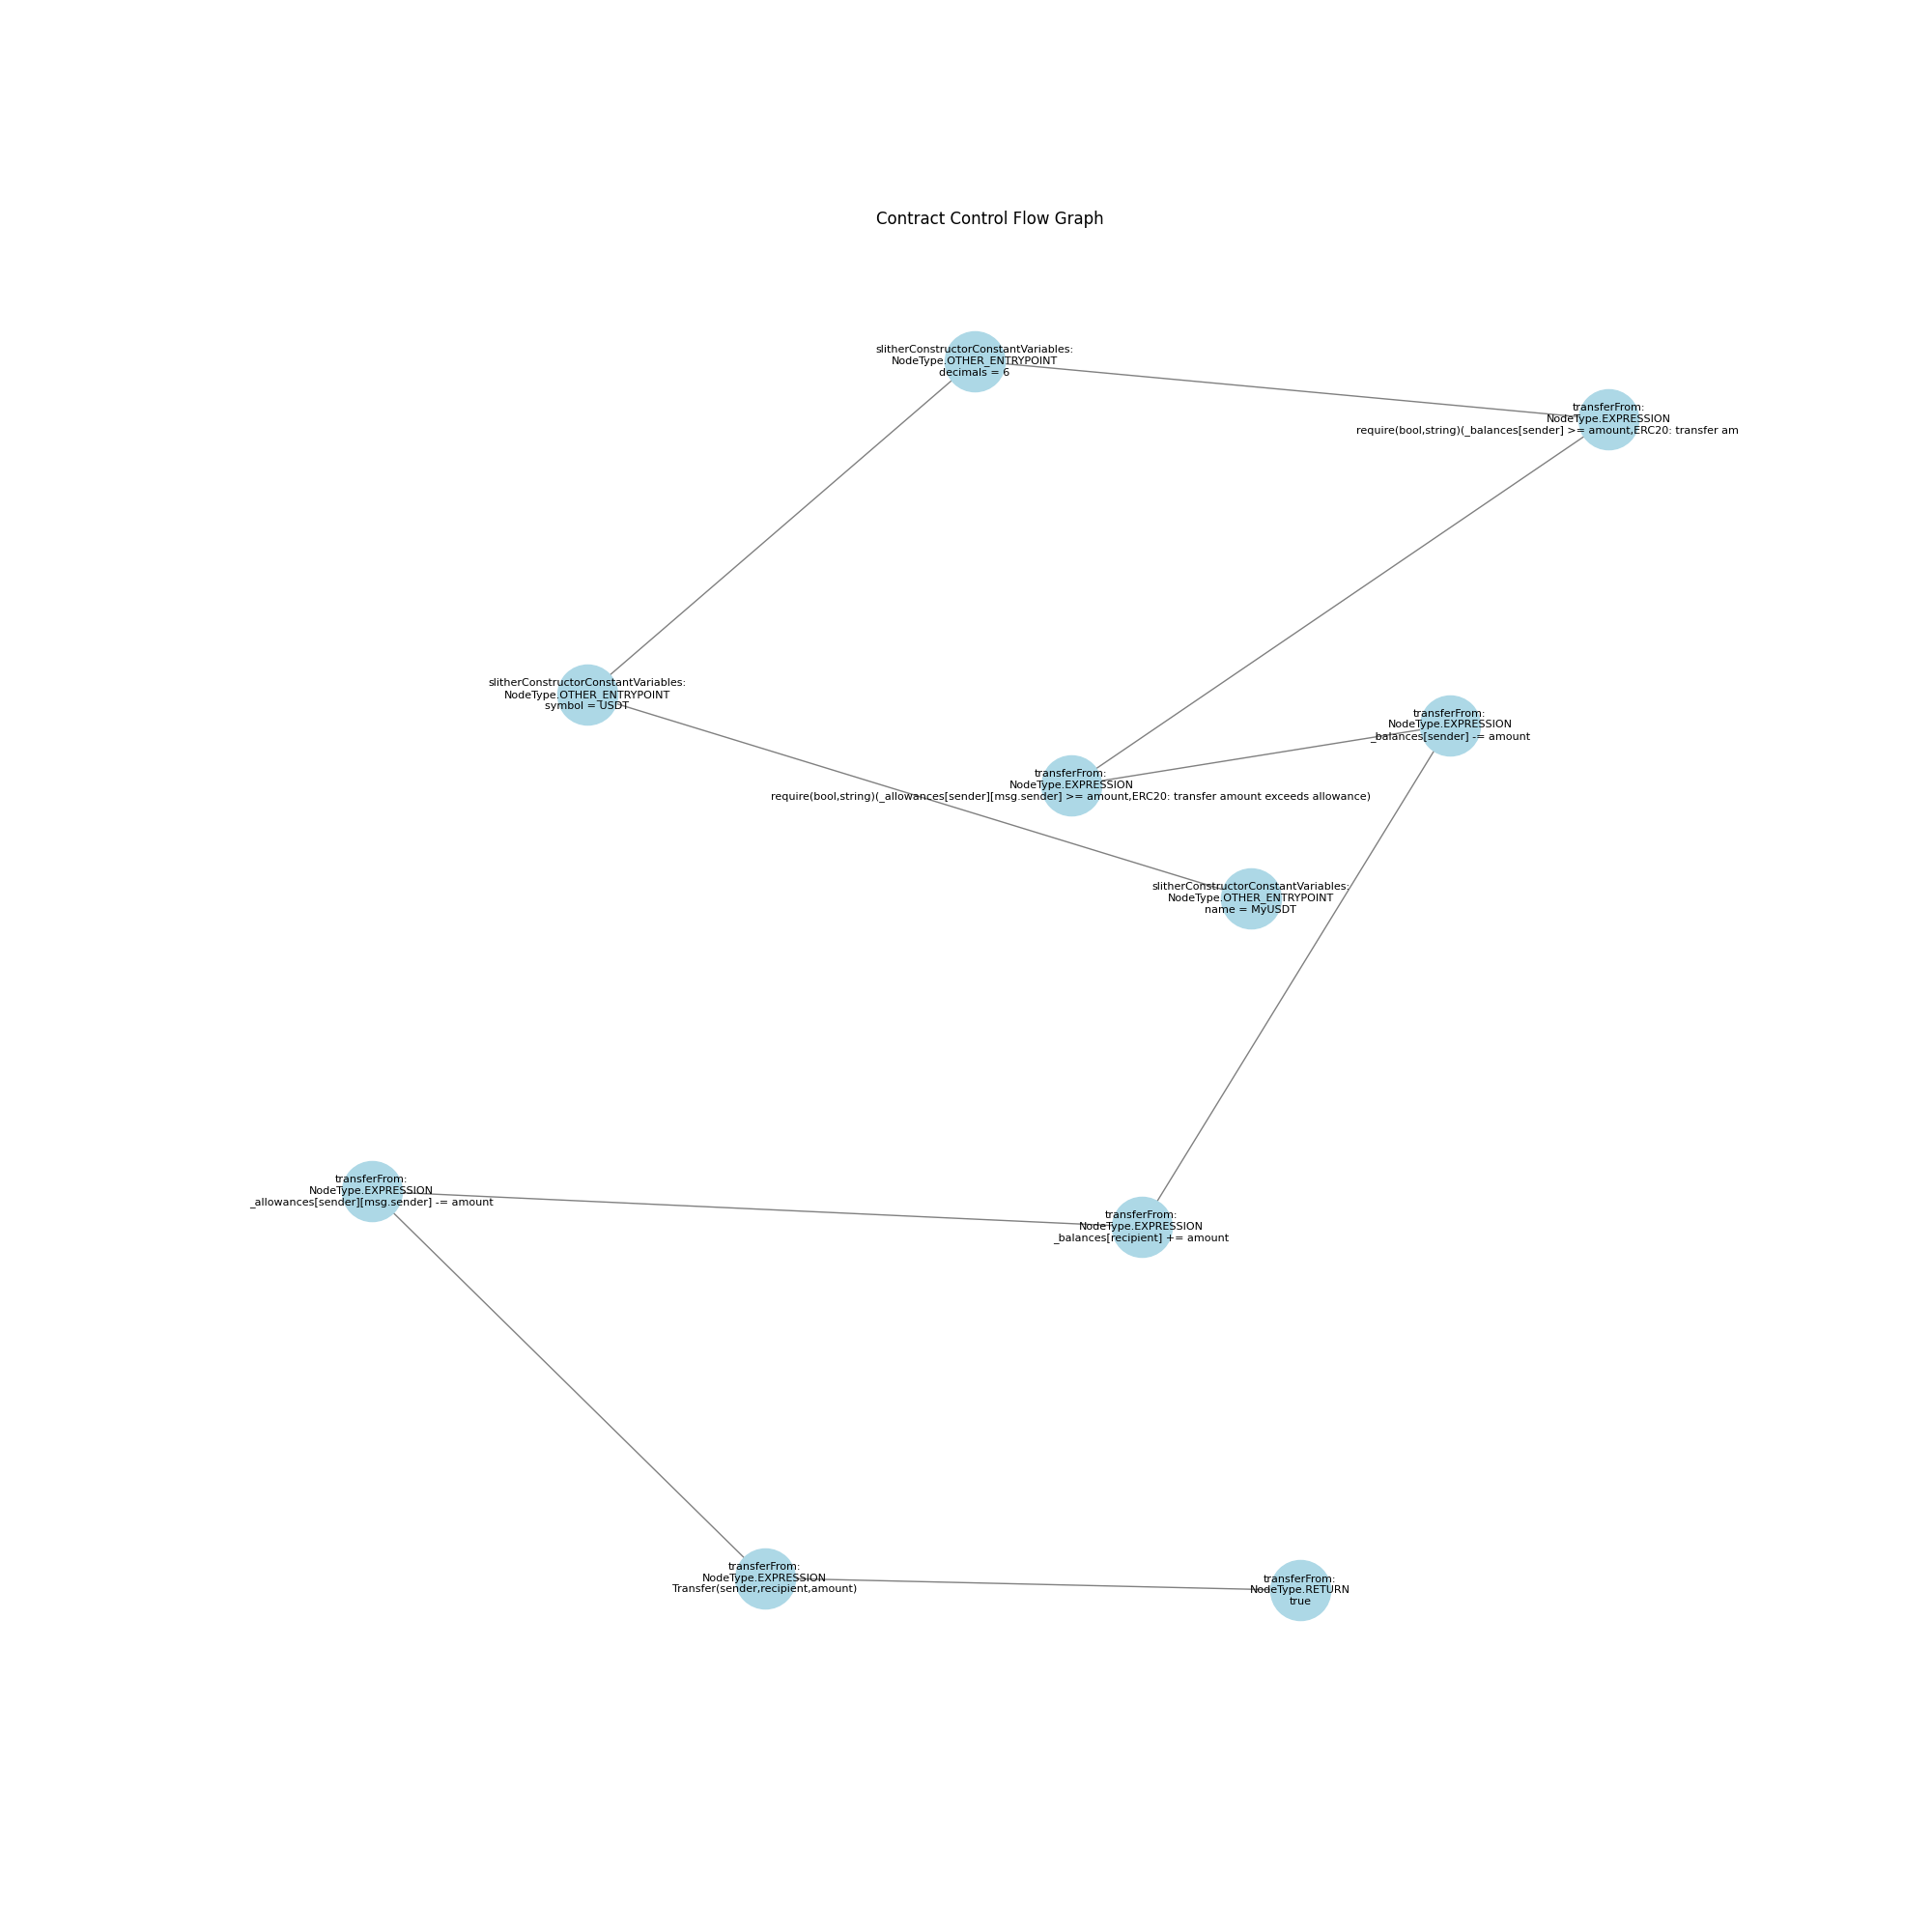 Contract Control Flow Graph
slitherConstructorConstantVariables:
NodeType.OTHER_ENTRYPOINT
decimals = 6
transferFrom:
NodeType.EXPRESSION
require(bool,string)(_balances[sender] >= amount,ERC20: transfer am
slitherConstructorConstantVariables:
NodeType.OTHER_ENTRYPOINT
symbol = USDT
transferFrom:
NodeType.EXPRESSION
_balances[sender] -= amount
transferFrom:
NodeType.EXPRESSION
require(bool,string)(_allowances[sender][msg.sender] >= amount,ERC20: transfer amount exceeds allowance)
slitherConstructorConstantVariables:
NodeType.OTHER_ENTRYPOINT
name = MyUSDT
transferFrom:
NodeType.EXPRESSION
_allowances[sender][msg.sender] -= amount
transferFrom:
NodeType.EXPRESSION
_balances[recipient] += amount
transferFrom:
NodeType.EXPRESSION
Transfer(sender,recipient,amount)
transferFrom:
NodeType.RETURN
true